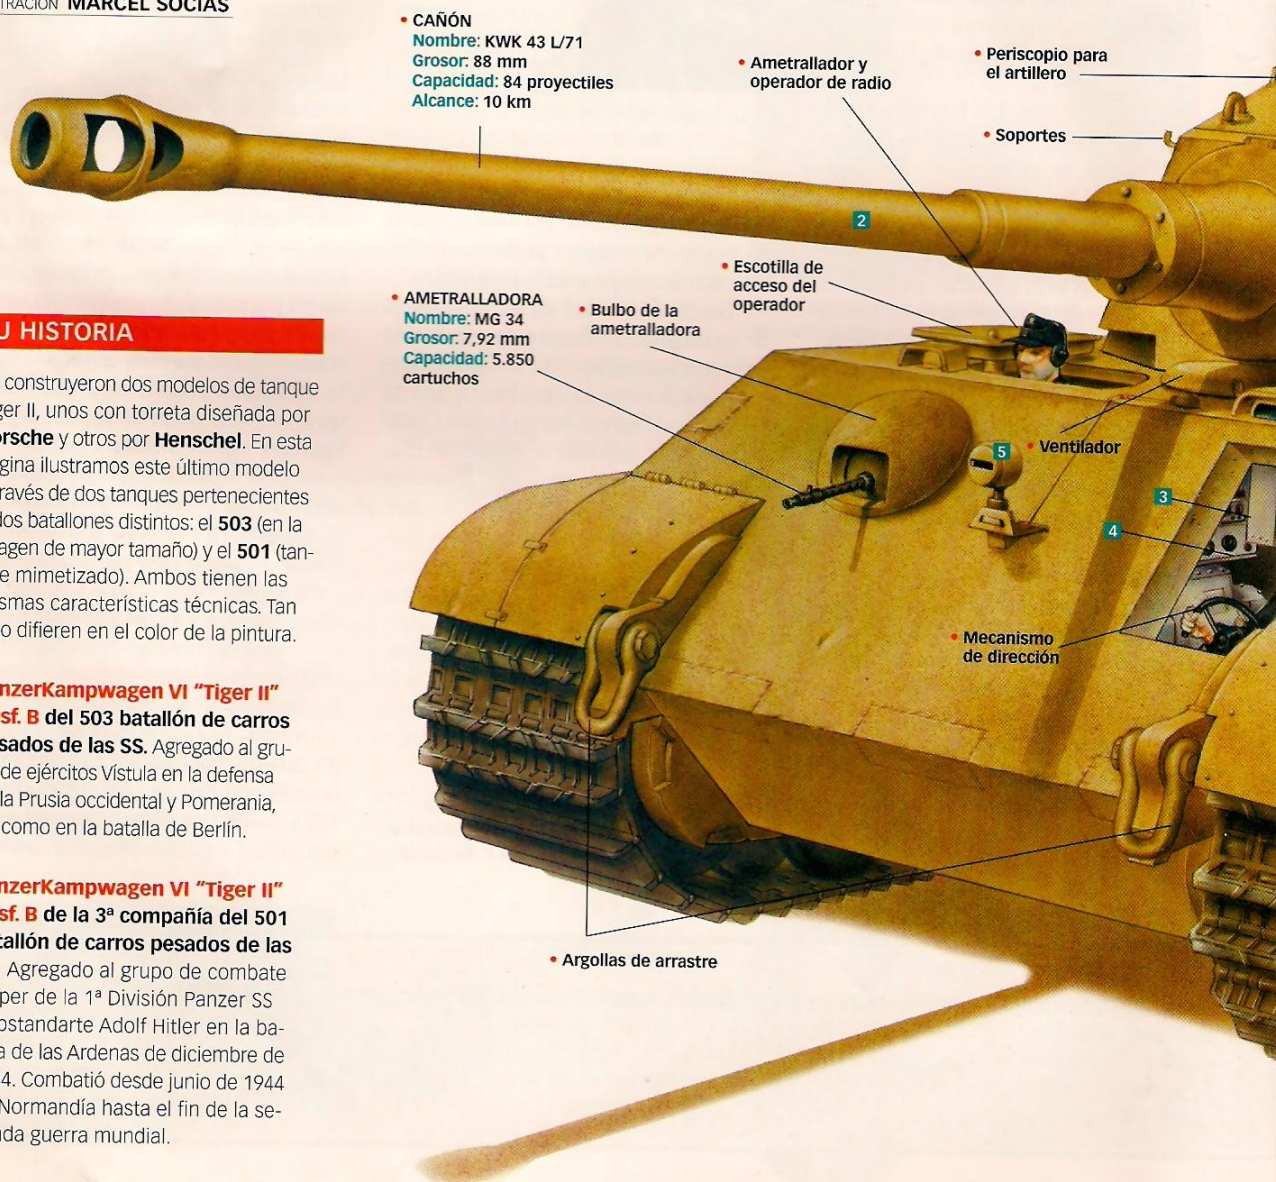 TRACIÓN MARCEL SOCIAS
• CAÑÓN
Nombre: KWK 43 L/71
Grosor: 88 mm
Capacidad: 84 proyectiles
Alcance: 10 km
• Ametrallador y
operador de radio
• Periscopio para
el artillero
• Soportes
2
• Escotilla de
acceso del
operador
• AMETRALLADORA
Nombre: MG 34
Grosor: 7,92 mm
Capacidad: 5.850
cartuchos
• Bulbo de la
ametralladora
• Ventilador
5
3
4
• Mecanismo
de dirección
• Argollas de arrastre
U HISTORIA
construyeron dos modelos de tanque
ger II, unos con torreta diseñada por
orsche y otros por Henschel. En esta
gina ilustramos este último modelo
través de dos tanques pertenecientes
dos batallones distintos: el 503 (en la
agen de mayor tamaño) y el 501 (tan-
e mimetizado). Ambos tienen las
smas características técnicas. Tan
o difieren en el color de la pintura.
nzerKampwagen VI "Tiger II"
sf. B del 503 batallón de carros
sados de las SS. Agregado al gru-
de ejércitos Vístula en la defensa
la Prusia occidental y Pomerania,
como en la batalla de Berlín.
nzerKampwagen VI "Tiger II"
sf. B de la 3ª compañía del 501
tallón de carros pesados de las
Agregado al grupo de combate
per de la 1ª División Panzer SS
bstandarte Adolf Hitler en la ba-
a de las Ardenas de diciembre de
4. Combatió desde junio de 1944
Normandía hasta el fin de la se-
da guerra mundial.